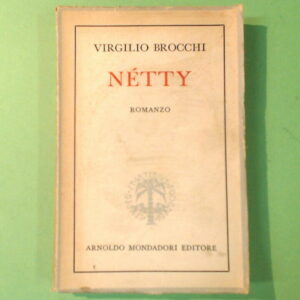 VIRGILIO BROCCHI
NÉTTY
ROMANZO
ARNOLDO MONDADORI EDITORE